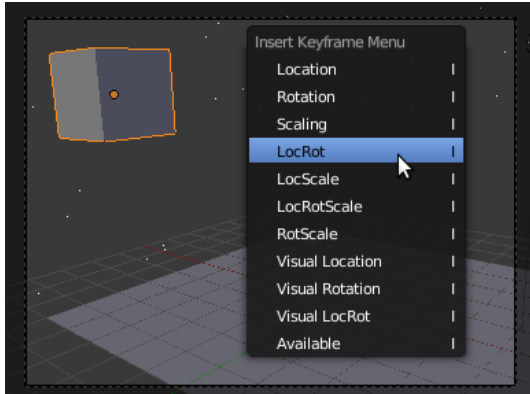 Insert Keyframe Menu
Location I
Rotation I
Scaling I
LocRot I
LocScale I
LocRotScale I
RotScale I
Visual Location I
Visual Rotation I
Visual LocRot I
Available I